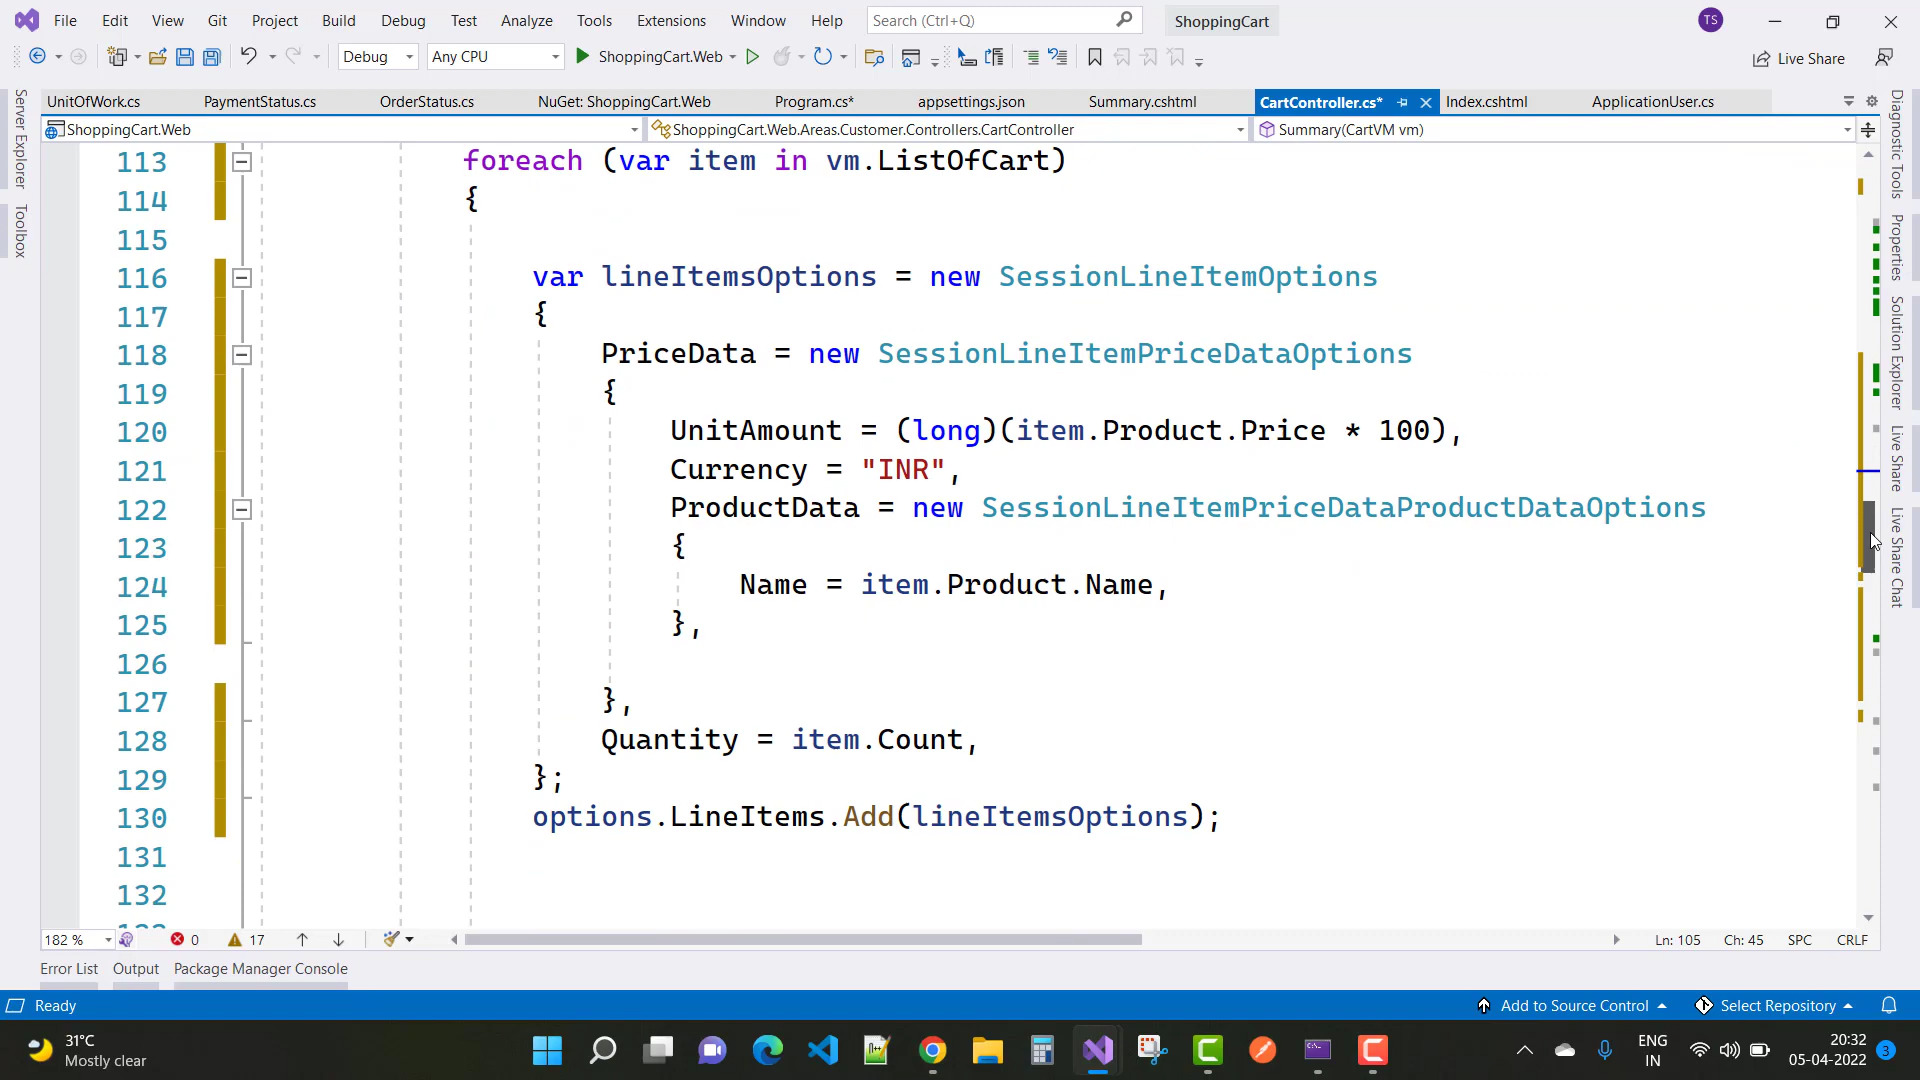 File Edit View Git Project Build Debug Test Analyze Tools Extensions Window Help Search (Ctrl+Q) ShoppingCart TS
Debug Any CPU ShoppingCart.Web Live Share
UnitOfWork.cs PaymentStatus.cs OrderStatus.cs NuGet: ShoppingCart.Web Program.cs* appsettings.json Summary.cshtml CartController.cs* Index.cshtml ApplicationUser.cs
ShoppingCart.Web ShoppingCart.Web.Areas.Customer.Controllers.CartController Summary(CartVM vm)
Server Explorer
Toolbox
113 foreach (var item in vm.ListOfCart)
114 {
115
116 var lineItemsOptions = new SessionLineItemOptions
117 {
118 PriceData = new SessionLineItemPriceDataOptions
119 {
120 UnitAmount = (long)(item.Product.Price * 100),
121 Currency = "INR",
122 ProductData = new SessionLineItemPriceDataProductDataOptions
123 {
124 Name = item.Product.Name,
125 },
126
127 },
128 Quantity = item.Count,
129 };
130 options.LineItems.Add(lineItemsOptions);
131
132
Diagnostic Tools
Properties
Solution Explorer
Live Share
Live Share Chat
182 % 0 17 Ln: 105 Ch: 45 SPC CRLF
Error List Output Package Manager Console
Ready Add to Source Control Select Repository
31°C
Mostly clear
ENG
IN
20:32
05-04-2022
3